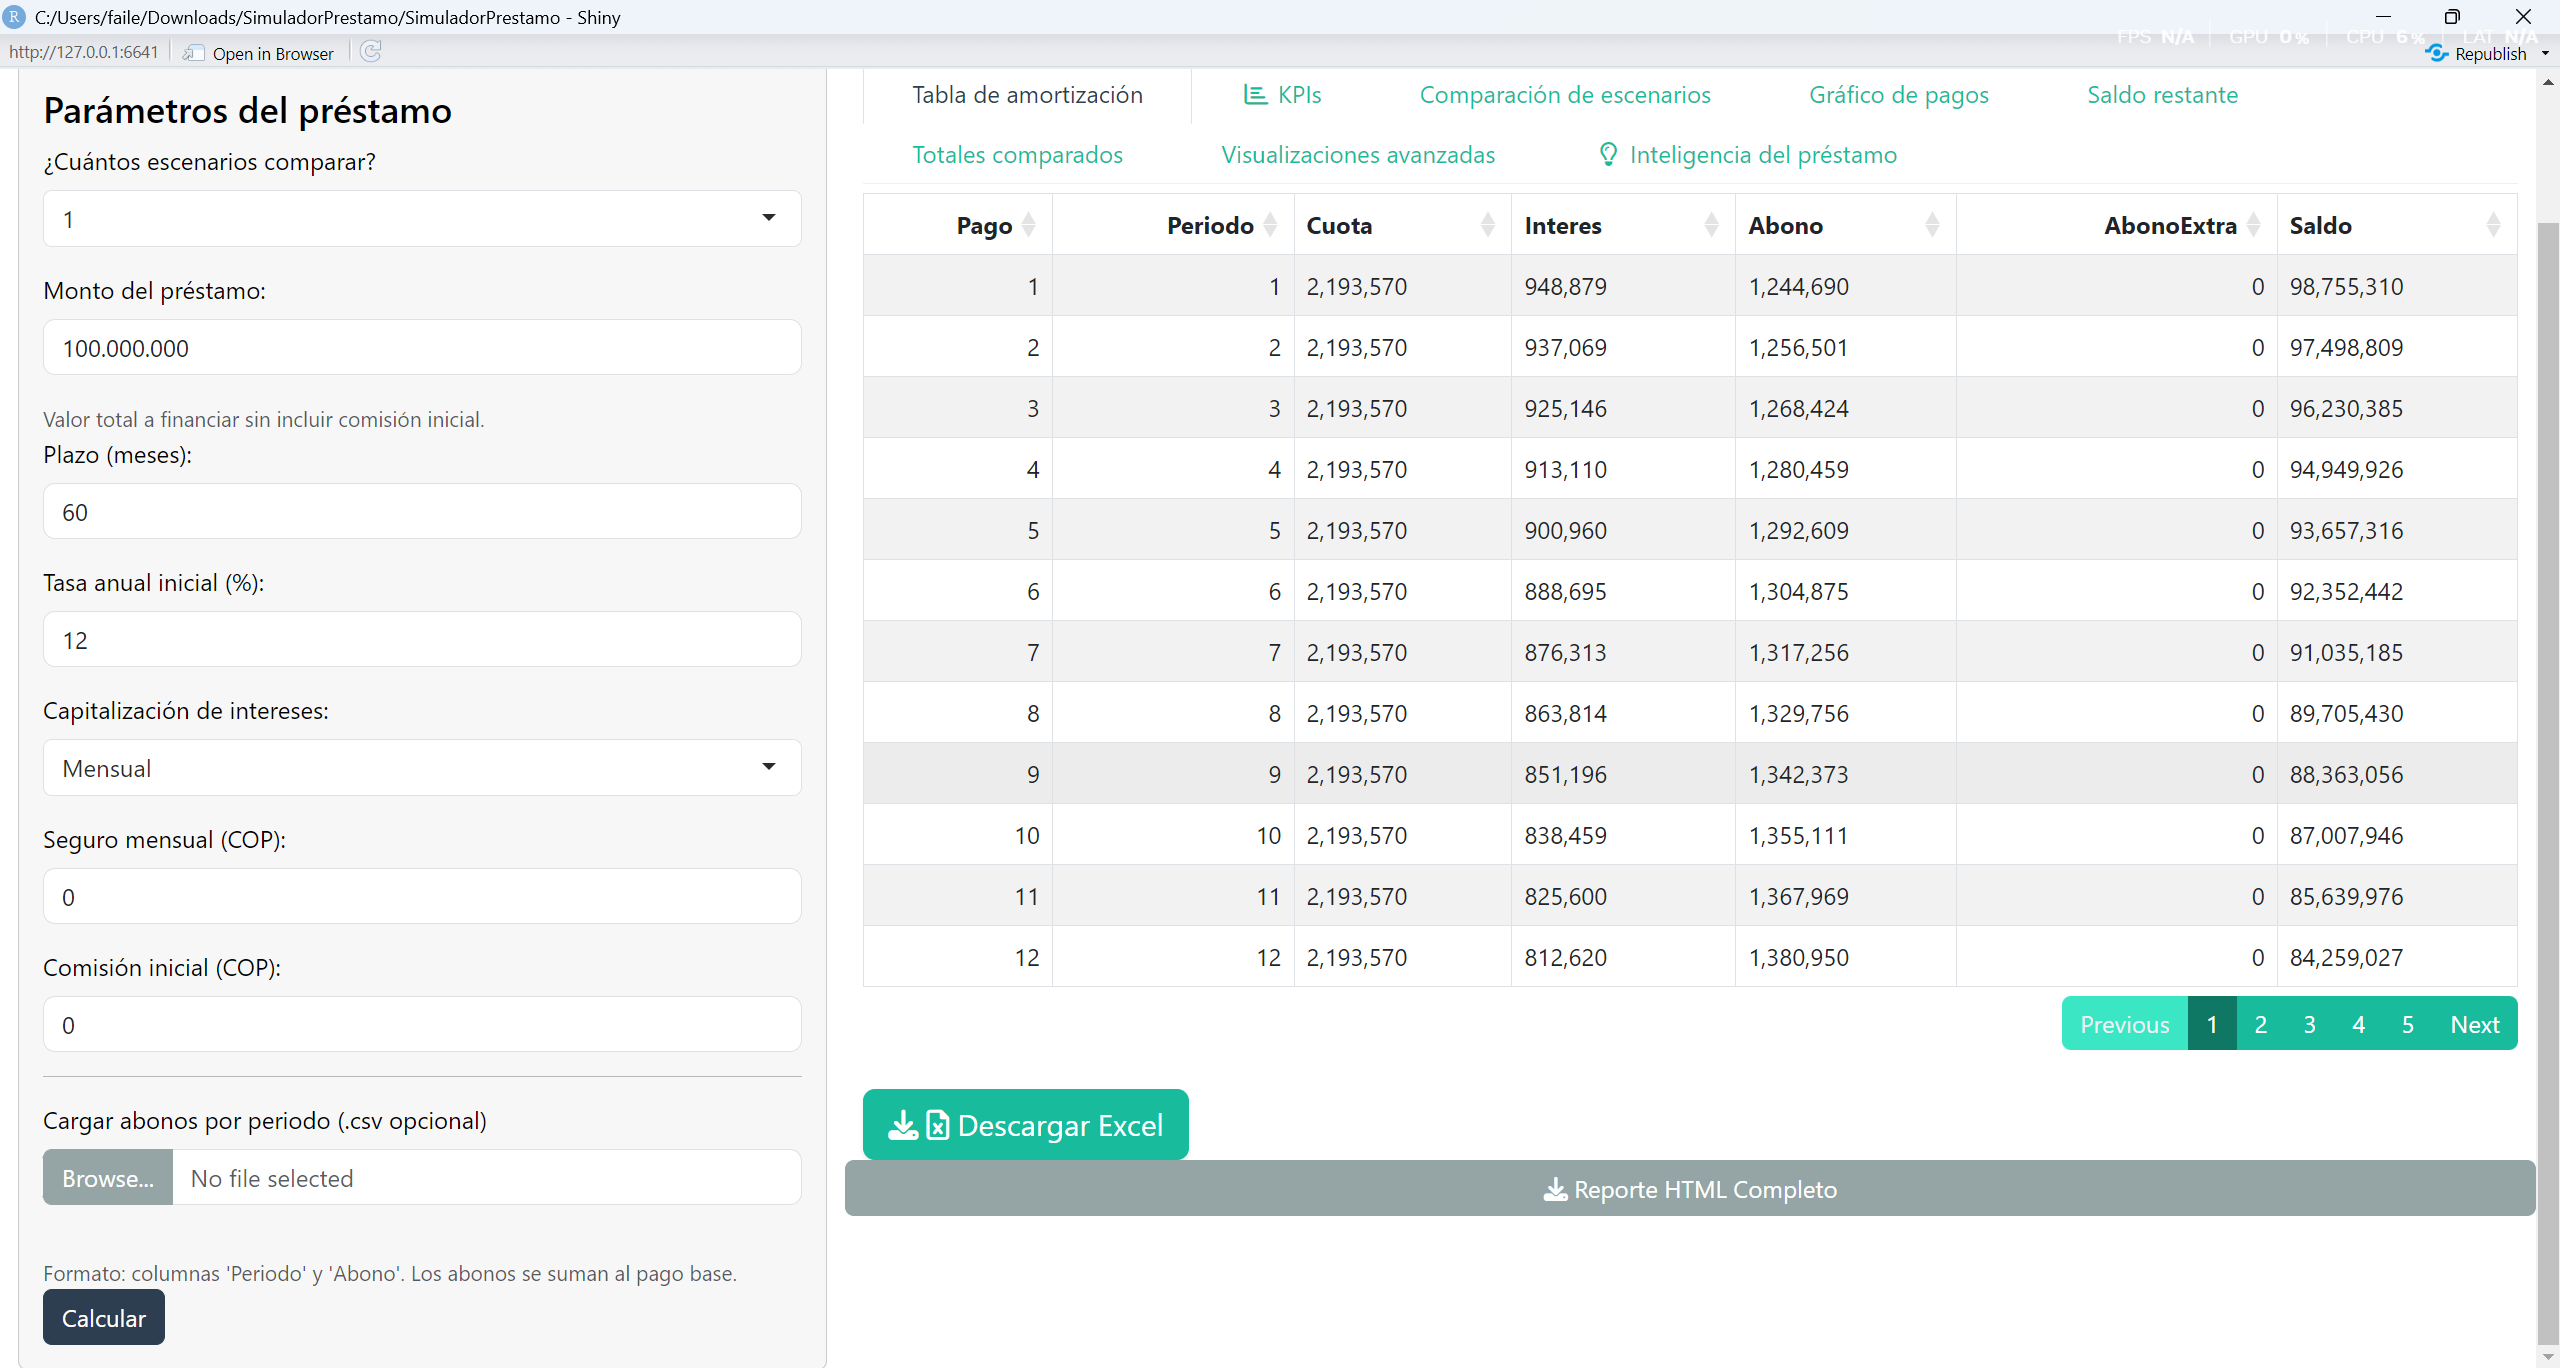 C:/Users/faile/Downloads/SimuladorPrestamo/SimuladorPrestamo - Shiny
FPS N/A GPU 0% CPU 6% LAT N/A
http://127.0.0.1:6641 Open in Browser Republish
Parámetros del préstamo
¿Cuántos escenarios comparar?
1
Monto del préstamo:
100.000.000
Valor total a financiar sin incluir comisión inicial.
Plazo (meses):
60
Tasa anual inicial (%):
12
Capitalización de intereses:
Mensual
Seguro mensual (COP):
0
Comisión inicial (COP):
0
Cargar abonos por periodo (.csv opcional)
Browse... No file selected
Formato: columnas 'Periodo' y 'Abono'. Los abonos se suman al pago base.
Calcular
Tabla de amortización KPIs Comparación de escenarios Gráfico de pagos Saldo restante
Totales comparados Visualizaciones avanzadas Inteligencia del préstamo
Pago Periodo Cuota Interes Abono AbonoExtra Saldo
1 1 2,193,570 948,879 1,244,690 0 98,755,310
2 2 2,193,570 937,069 1,256,501 0 97,498,809
3 3 2,193,570 925,146 1,268,424 0 96,230,385
4 4 2,193,570 913,110 1,280,459 0 94,949,926
5 5 2,193,570 900,960 1,292,609 0 93,657,316
6 6 2,193,570 888,695 1,304,875 0 92,352,442
7 7 2,193,570 876,313 1,317,256 0 91,035,185
8 8 2,193,570 863,814 1,329,756 0 89,705,430
9 9 2,193,570 851,196 1,342,373 0 88,363,056
10 10 2,193,570 838,459 1,355,111 0 87,007,946
11 11 2,193,570 825,600 1,367,969 0 85,639,976
12 12 2,193,570 812,620 1,380,950 0 84,259,027
Previous 1 2 3 4 5 Next
Descargar Excel
Reporte HTML Completo